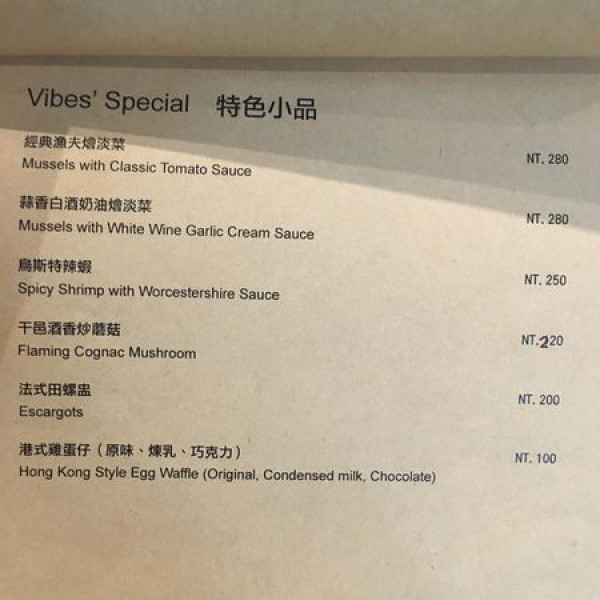 Vibes' Special 特色小品
經典漁夫燴淡菜
Mussels with Classic Tomato Sauce
NT. 280
蒜香白酒奶油燴淡菜
Mussels with White Wine Garlic Cream Sauce
NT. 280
烏斯特辣蝦
Spicy Shrimp with Worcestershire Sauce
NT. 250
干邑酒香炒蘑菇
Flaming Cognac Mushroom
NT.220
法式田螺盅
Escargots
NT. 200
港式雞蛋仔（原味、煉乳、巧克力）
Hong Kong Style Egg Waffle (Original, Condensed milk, Chocolate)
NT. 100